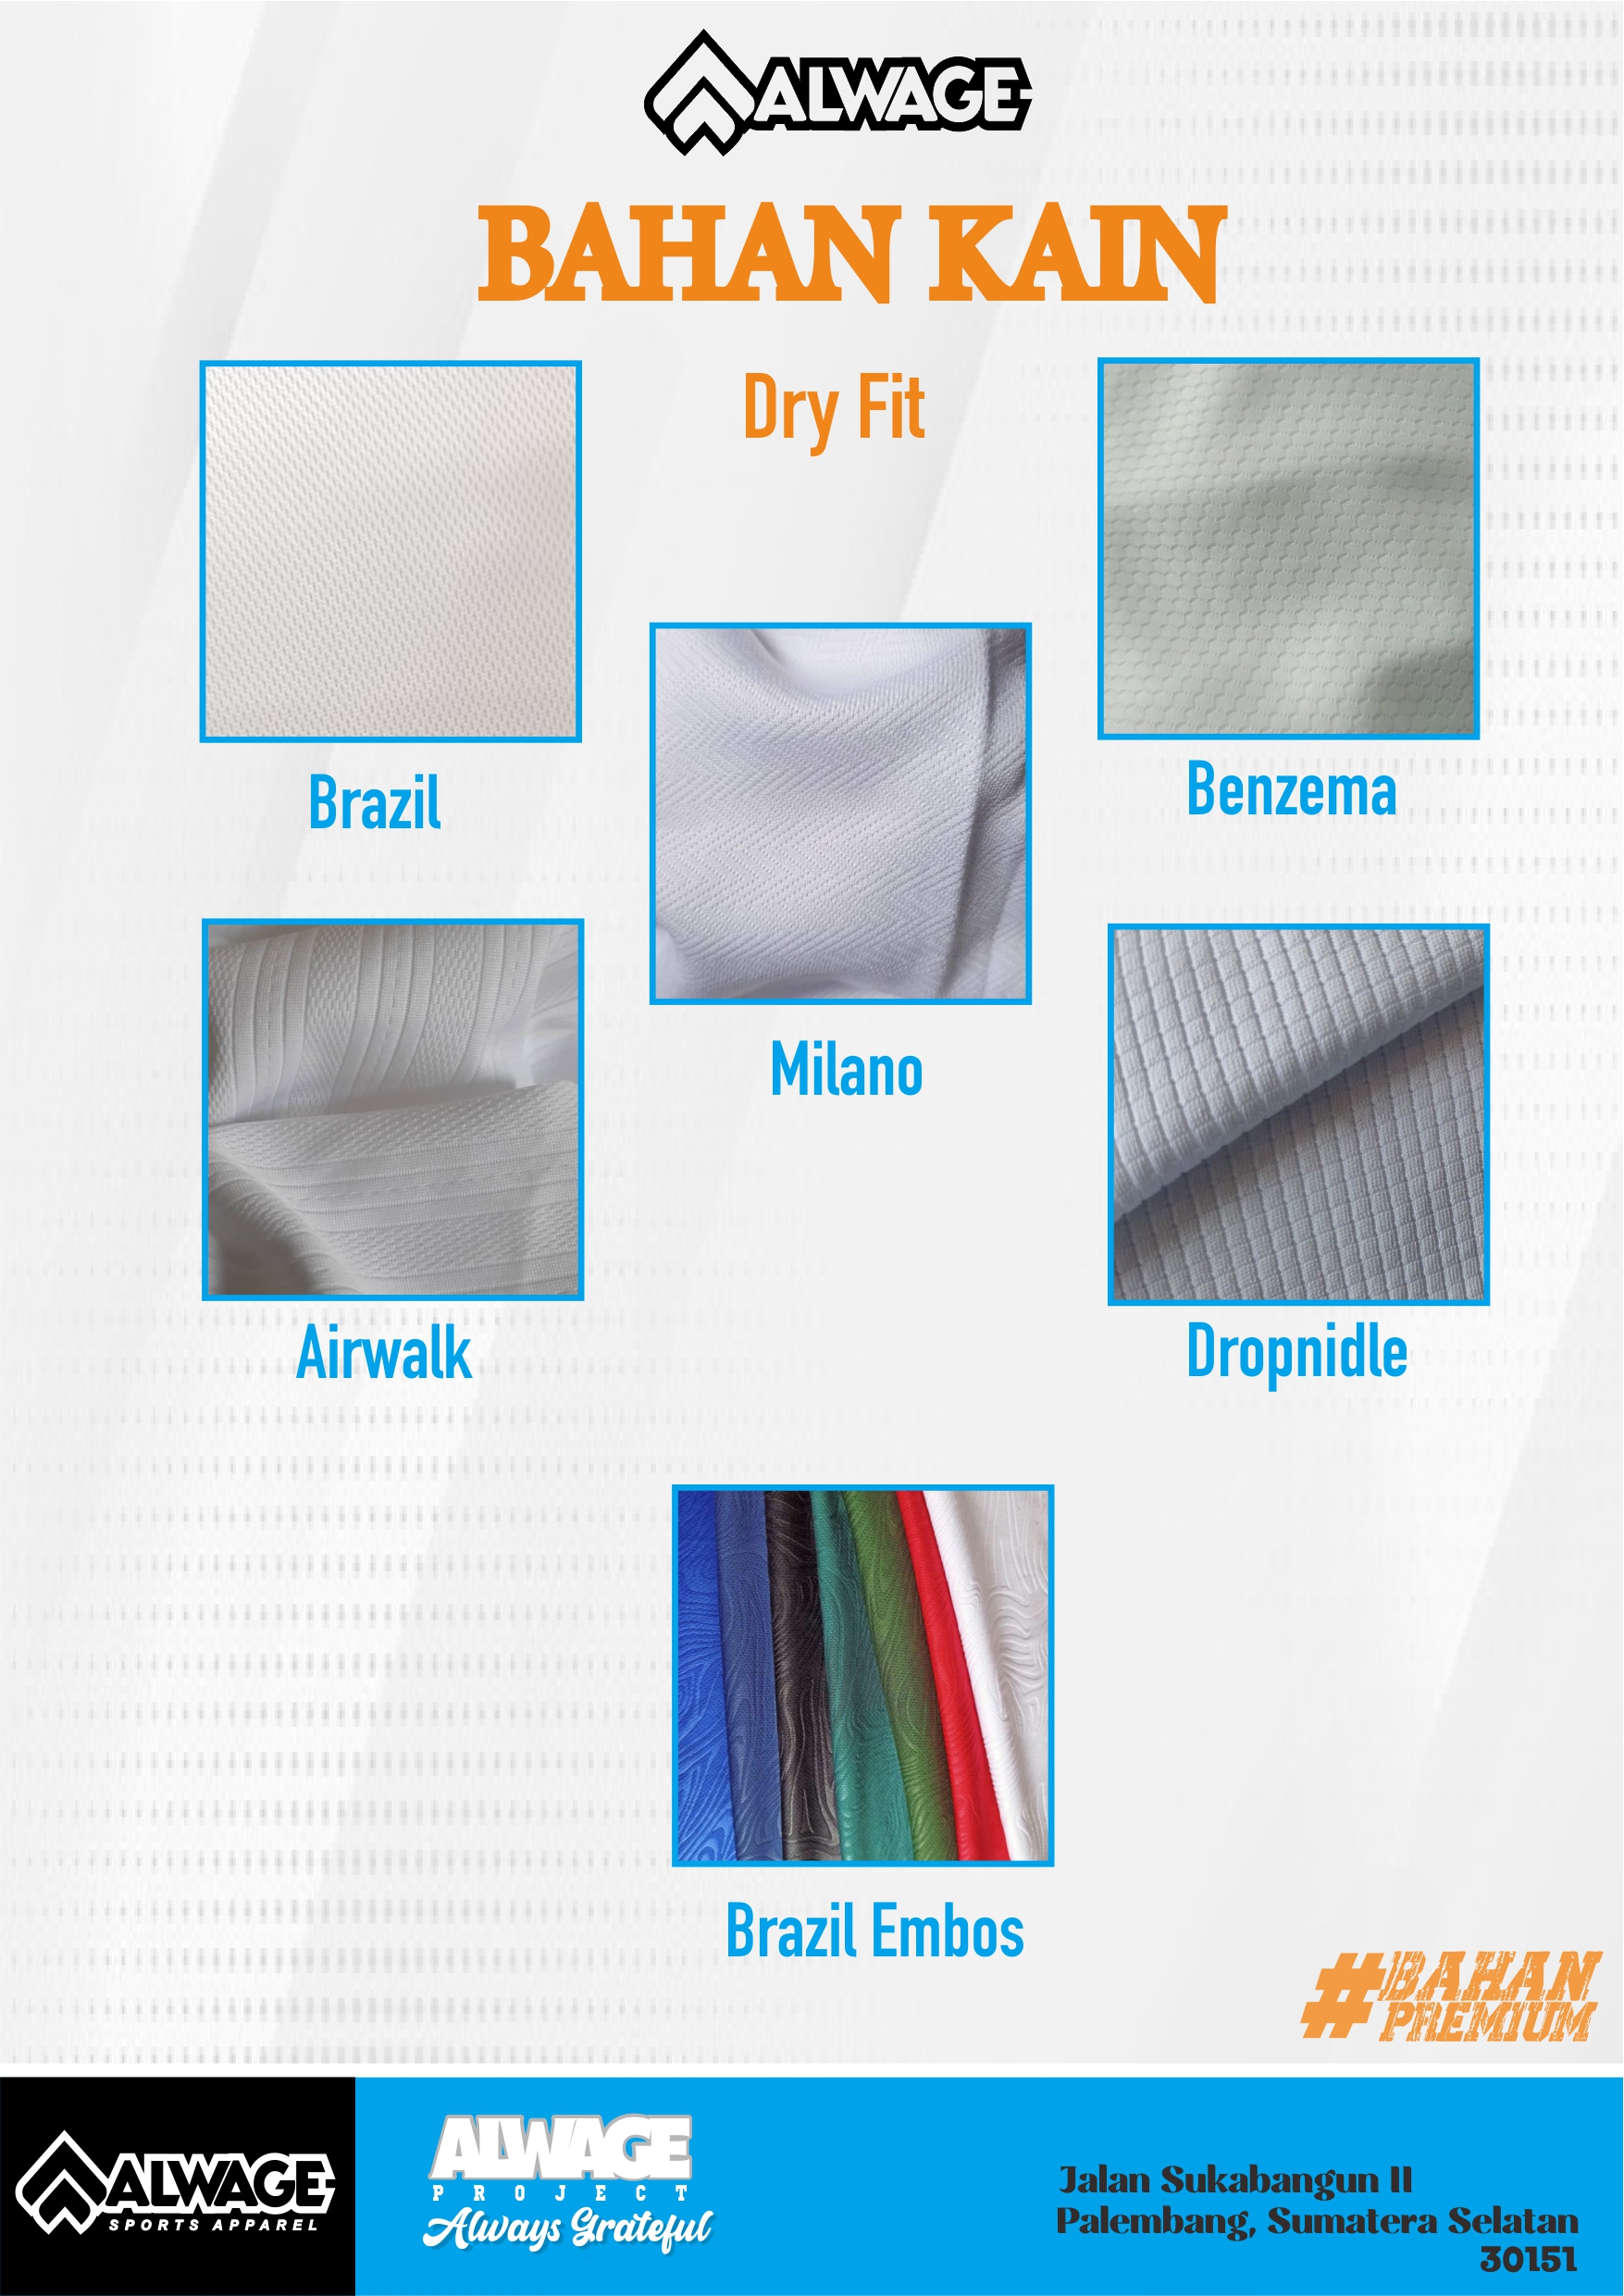 ALWAGE
BAHAN KAIN
Dry Fit
Brazil
Benzema
Milano
Airwalk
Dropnidle
Brazil Embos
#BAHAN
PREMIUM
ALWAGE
SPORTS APPAREL
ALWAGE
PROJECT
Always Grateful
Jalan Sukabangun II
Palembang, Sumatera Selatan
30151